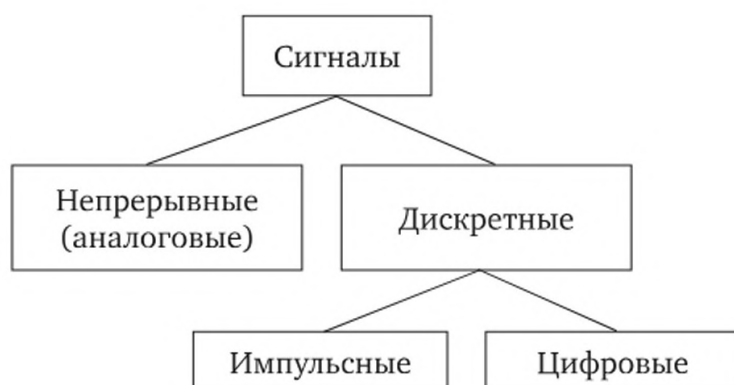 Сигналы
Непрерывные
(аналоговые)
Дискретные
Импульсные
Цифровые